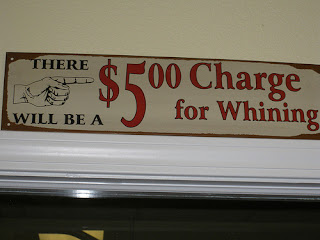 THERE
WILL BE A
$5.00 Charge
for Whining